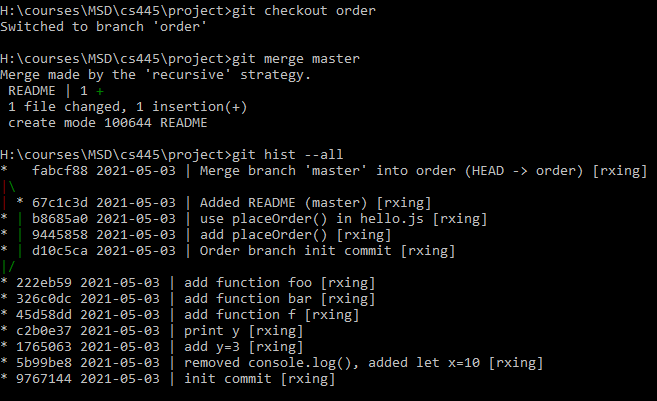 H:\courses\MSD\cs445\project>git checkout order
Switched to branch 'order'
H:\courses\MSD\cs445\project>git merge master
Merge made by the 'recursive' strategy.
 README | 1 +
 1 file changed, 1 insertion(+)
 create mode 100644 README
H:\courses\MSD\cs445\project>git hist --all
*   fabcf88 2021-05-03 | Merge branch 'master' into order (HEAD -> order) [rxing]
|\
| * 67c1c3d 2021-05-03 | Added README (master) [rxing]
* | b8685a0 2021-05-03 | use placeOrder() in hello.js [rxing]
* | 9445858 2021-05-03 | add placeOrder() [rxing]
* | d10c5ca 2021-05-03 | Order branch init commit [rxing]
|/
* 222eb59 2021-05-03 | add function foo [rxing]
* 326c0dc 2021-05-03 | add function bar [rxing]
* 45d58dd 2021-05-03 | add function f [rxing]
* c2b0e37 2021-05-03 | print y [rxing]
* 1765063 2021-05-03 | add y=3 [rxing]
* 5b99be8 2021-05-03 | removed console.log(), added let x=10 [rxing]
* 9767144 2021-05-03 | init commit [rxing]